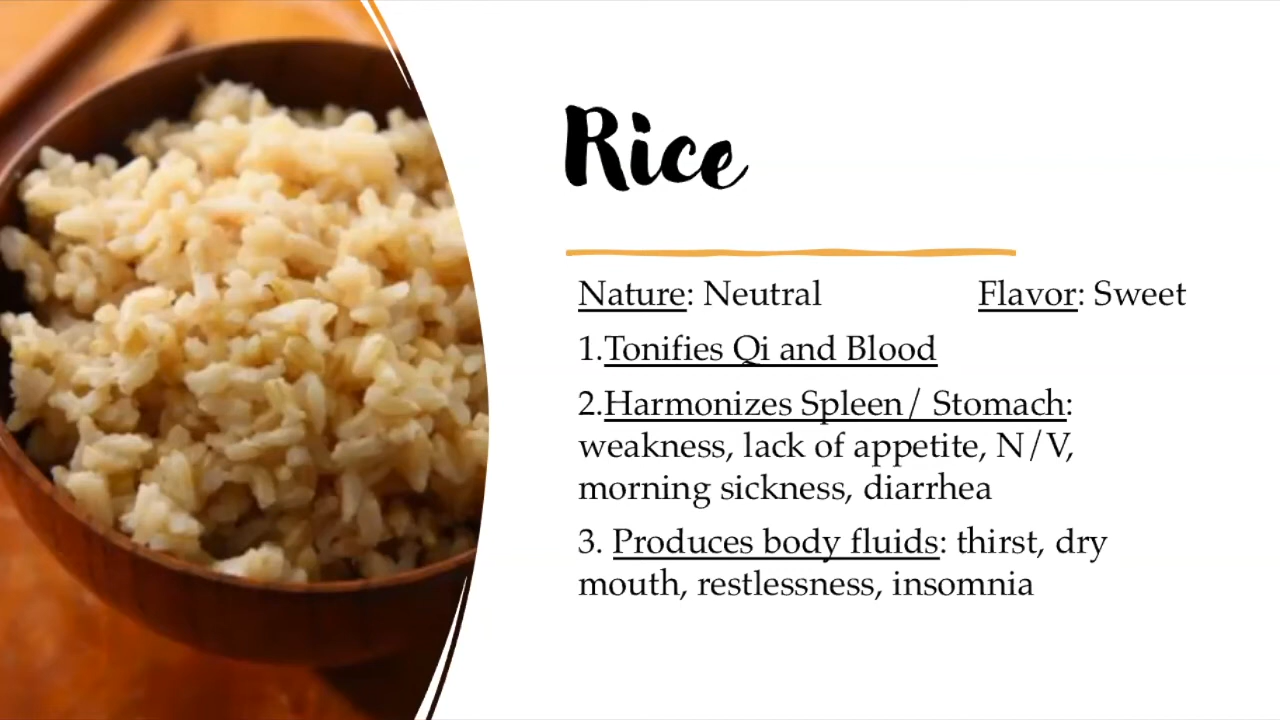 Rice
Nature: Neutral Flavor: Sweet
1.Tonifies Qi and Blood
2.Harmonizes Spleen/ Stomach:
weakness, lack of appetite, N/V,
morning sickness, diarrhea
3. Produces body fluids: thirst, dry
mouth, restlessness, insomnia